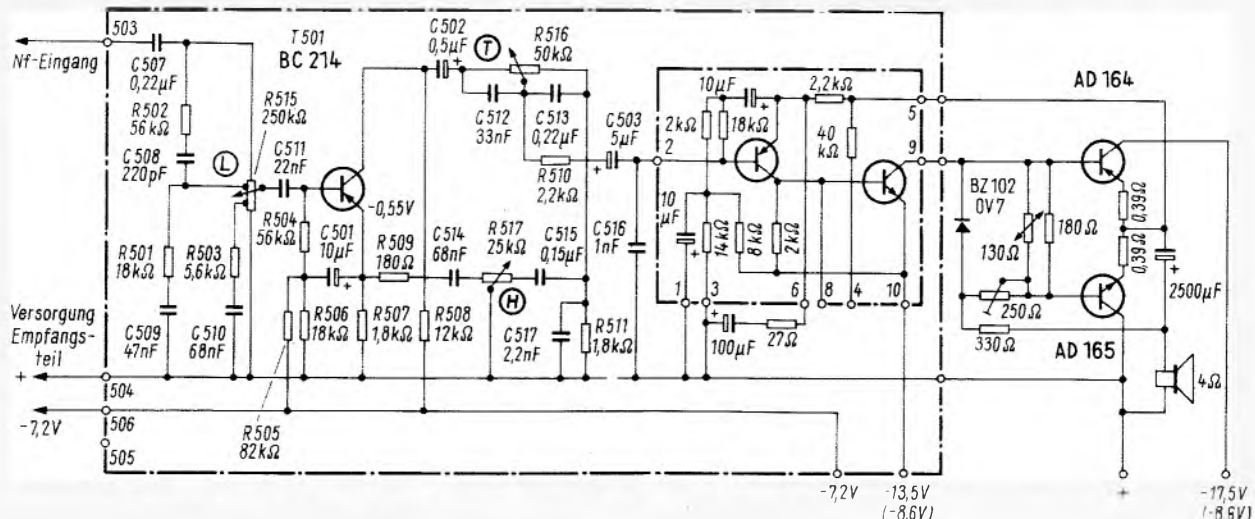 503
Nf-Eingang
C507
0,22µF
R502
56kΩ
C508
220pF
T501
BC 214
R515
250kΩ
L
C511
22nF
-0,55V
R504
56kΩ
C501
10µF
R501
18kΩ
R503
5,6kΩ
C509
47nF
C510
68nF
Versorgung
Empfangs-
teil
+
504
-7,2V
506
505
R505
82kΩ
R506
18kΩ
R507
1,8kΩ
R508
12kΩ
R509
180Ω
C514
68nF
R517
25kΩ
H
C515
0,15µF
C517
2,2nF
R511
1,8kΩ
C502
0,5µF
+
T
R516
50kΩ
C512
33nF
C513
0,22µF
R510
2,2kΩ
C503
5µF
+
C516
1nF
2
10µF
+
2kΩ
18kΩ
2,2kΩ
40
kΩ
5
9
10
µF
+
14kΩ
8kΩ
2kΩ
1
3
6
8
4
10
+
100µF
27Ω
-7,2V
-13,5V
(-8,6V)
AD 164
BZ 102
0V7
130Ω
180Ω
0,39Ω
0,39Ω
250Ω
330Ω
AD 165
+
2500µF
4Ω
+
-17,5V
(-8,6V)